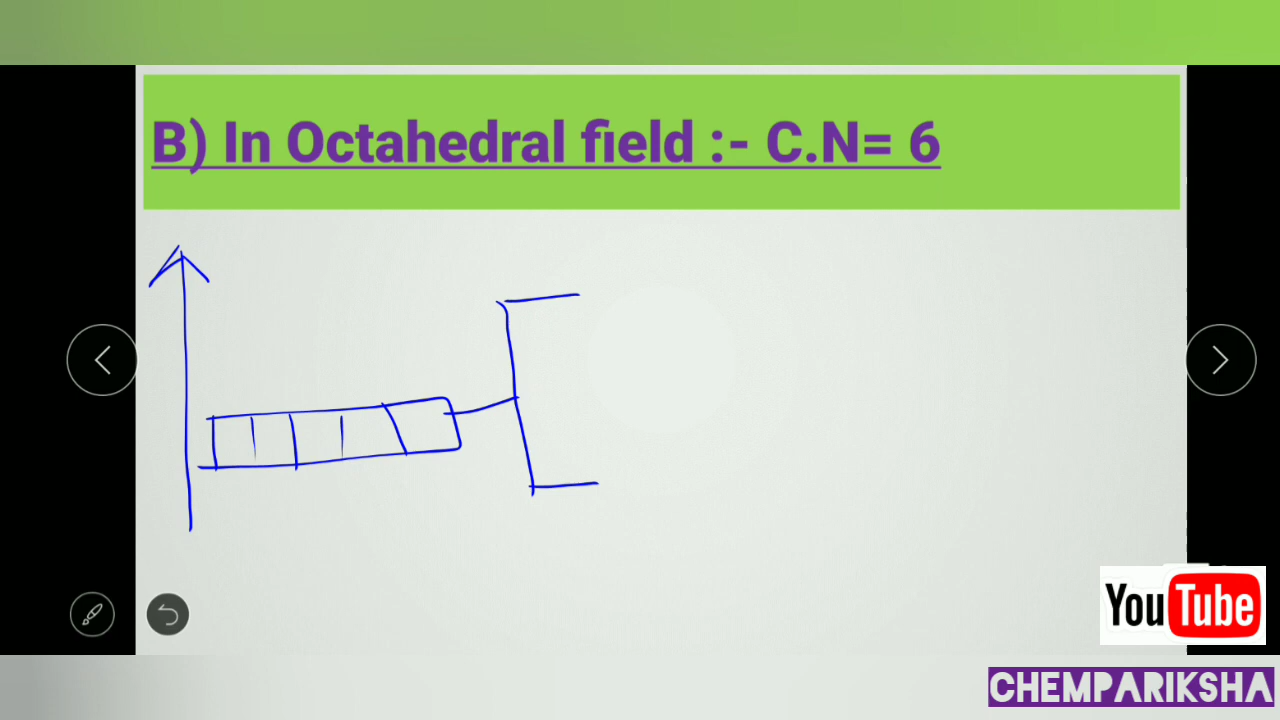 B) In Octahedral field :- C.N= 6
YouTube
CHEMPARIKSHA